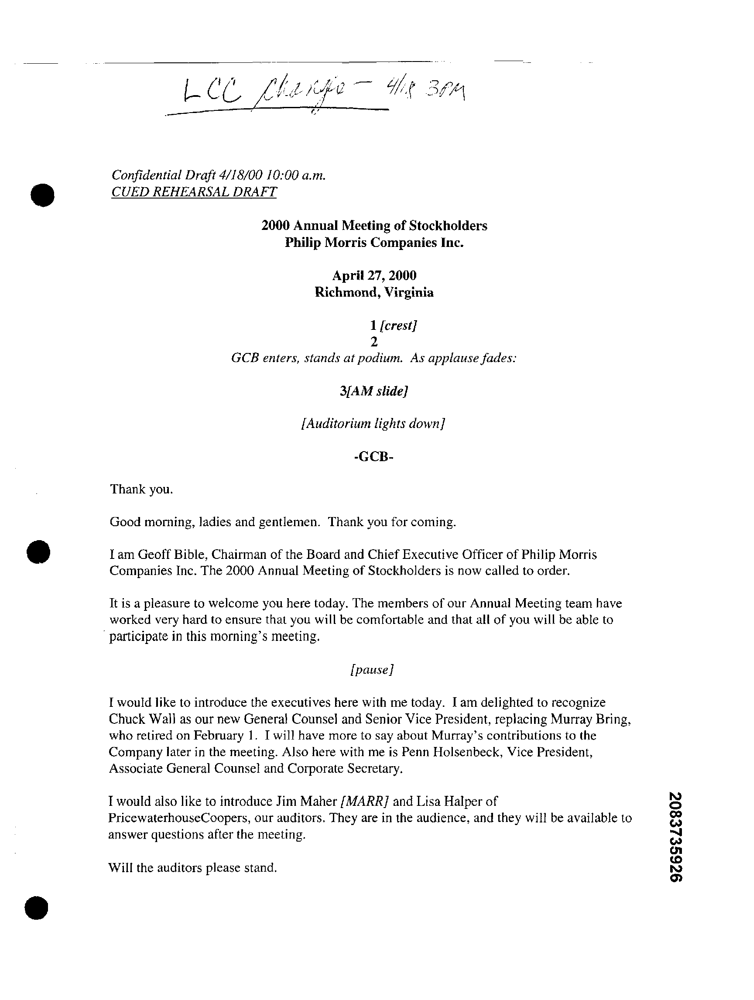 LCC Change - 4/18 3PM
Confidential Draft 4/18/00 10:00 a.m.
CUED REHEARSAL DRAFT
2000 Annual Meeting of Stockholders
Philip Morris Companies Inc.
April 27, 2000
Richmond, Virginia
1 [crest]
2
GCB enters, stands at podium. As applause fades:
3[AM slide]
[Auditorium lights down]
-GCB-
Thank you.
Good morning, ladies and gentlemen. Thank you for coming.
I am Geoff Bible, Chairman of the Board and Chief Executive Officer of Philip Morris
Companies Inc. The 2000 Annual Meeting of Stockholders is now called to order.
It is a pleasure to welcome you here today. The members of our Annual Meeting team have
worked very hard to ensure that you will be comfortable and that all of you will be able to
participate in this morning's meeting.
[pause]
I would like to introduce the executives here with me today. I am delighted to recognize
Chuck Wall as our new General Counsel and Senior Vice President, replacing Murray Bring,
who retired on February 1. I will have more to say about Murray's contributions to the
Company later in the meeting. Also here with me is Penn Holsenbeck, Vice President,
Associate General Counsel and Corporate Secretary.
I would also like to introduce Jim Maher [MARR] and Lisa Halper of
PricewaterhouseCoopers, our auditors. They are in the audience, and they will be available to
answer questions after the meeting.
Will the auditors please stand.
2083735926